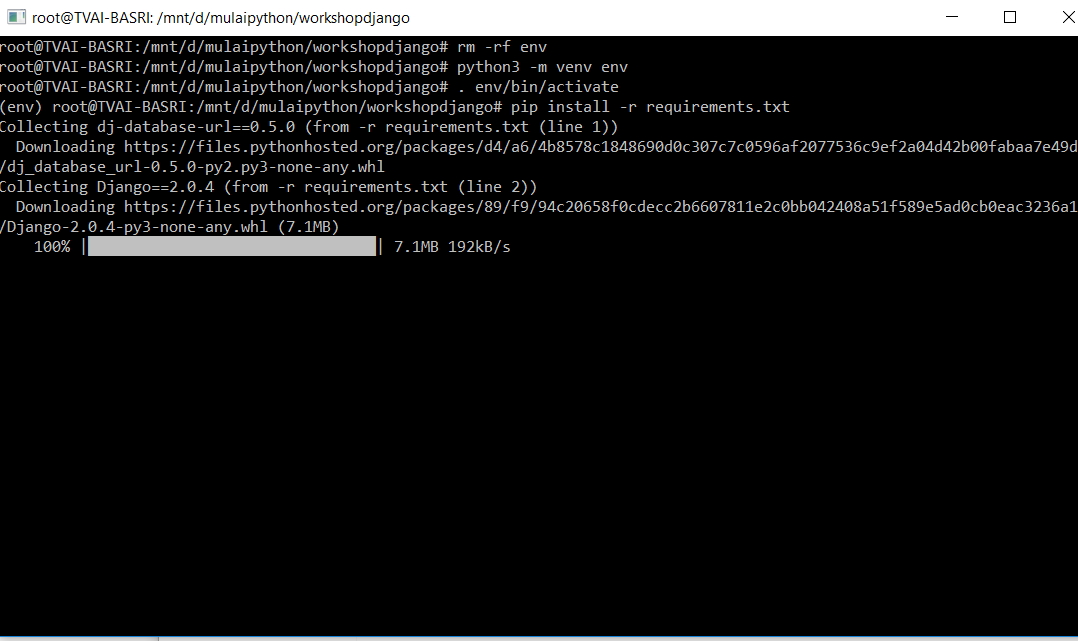 root@TVAI-BASRI: /mnt/d/mulaipython/workshopdjango
root@TVAI-BASRI:/mnt/d/mulaipython/workshopdjango# rm -rf env
root@TVAI-BASRI:/mnt/d/mulaipython/workshopdjango# python3 -m venv env
root@TVAI-BASRI:/mnt/d/mulaipython/workshopdjango# . env/bin/activate
(env) root@TVAI-BASRI:/mnt/d/mulaipython/workshopdjango# pip install -r requirements.txt
Collecting dj-database-url==0.5.0 (from -r requirements.txt (line 1))
  Downloading https://files.pythonhosted.org/packages/d4/a6/4b8578c1848690d0c307c7c0596af2077536c9ef2a04d42b00fabaa7e49d
/dj_database_url-0.5.0-py2.py3-none-any.whl
Collecting Django==2.0.4 (from -r requirements.txt (line 2))
  Downloading https://files.pythonhosted.org/packages/89/f9/94c20658f0cdecc2b6607811e2c0bb042408a51f589e5ad0cb0eac3236a1
/Django-2.0.4-py3-none-any.whl (7.1MB)
    100% |████████████████████████████████| 7.1MB 192kB/s